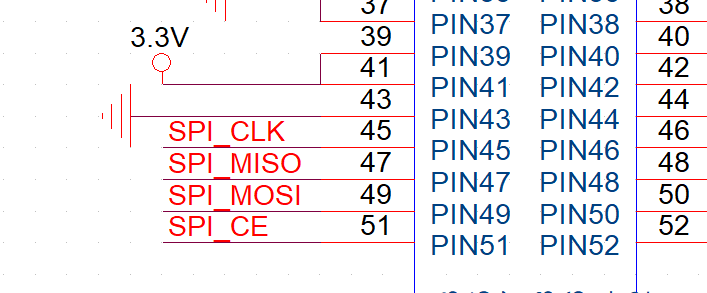 37 PIN37 PIN38 38
3.3V
39 PIN39 PIN40 40
41 PIN41 PIN42 42
43 PIN43 PIN44 44
SPI_CLK 45 PIN45 PIN46 46
SPI_MISO 47 PIN47 PIN48 48
SPI_MOSI 49 PIN49 PIN50 50
SPI_CE 51 PIN51 PIN52 52